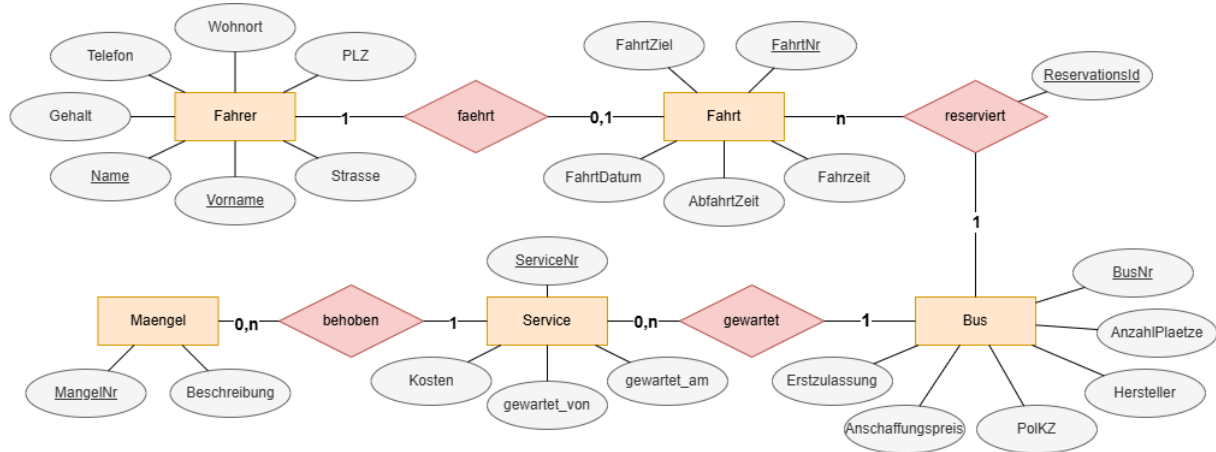 Wohnort
Telefon
PLZ
FahrtZiel
FahrtNr
ReservationsId
Gehalt
Fahrer
1
faehrt
0,1
Fahrt
n
reserviert
Name
Vorname
Strasse
FahrtDatum
AbfahrtZeit
Fahrzeit
1
ServiceNr
BusNr
Maengel
0,n
behoben
1
Service
0,n
gewartet
1
Bus
AnzahlPlaetze
MangelNr
Beschreibung
Kosten
gewartet_von
gewartet_am
Erstzulassung
Anschaffungspreis
PolKZ
Hersteller